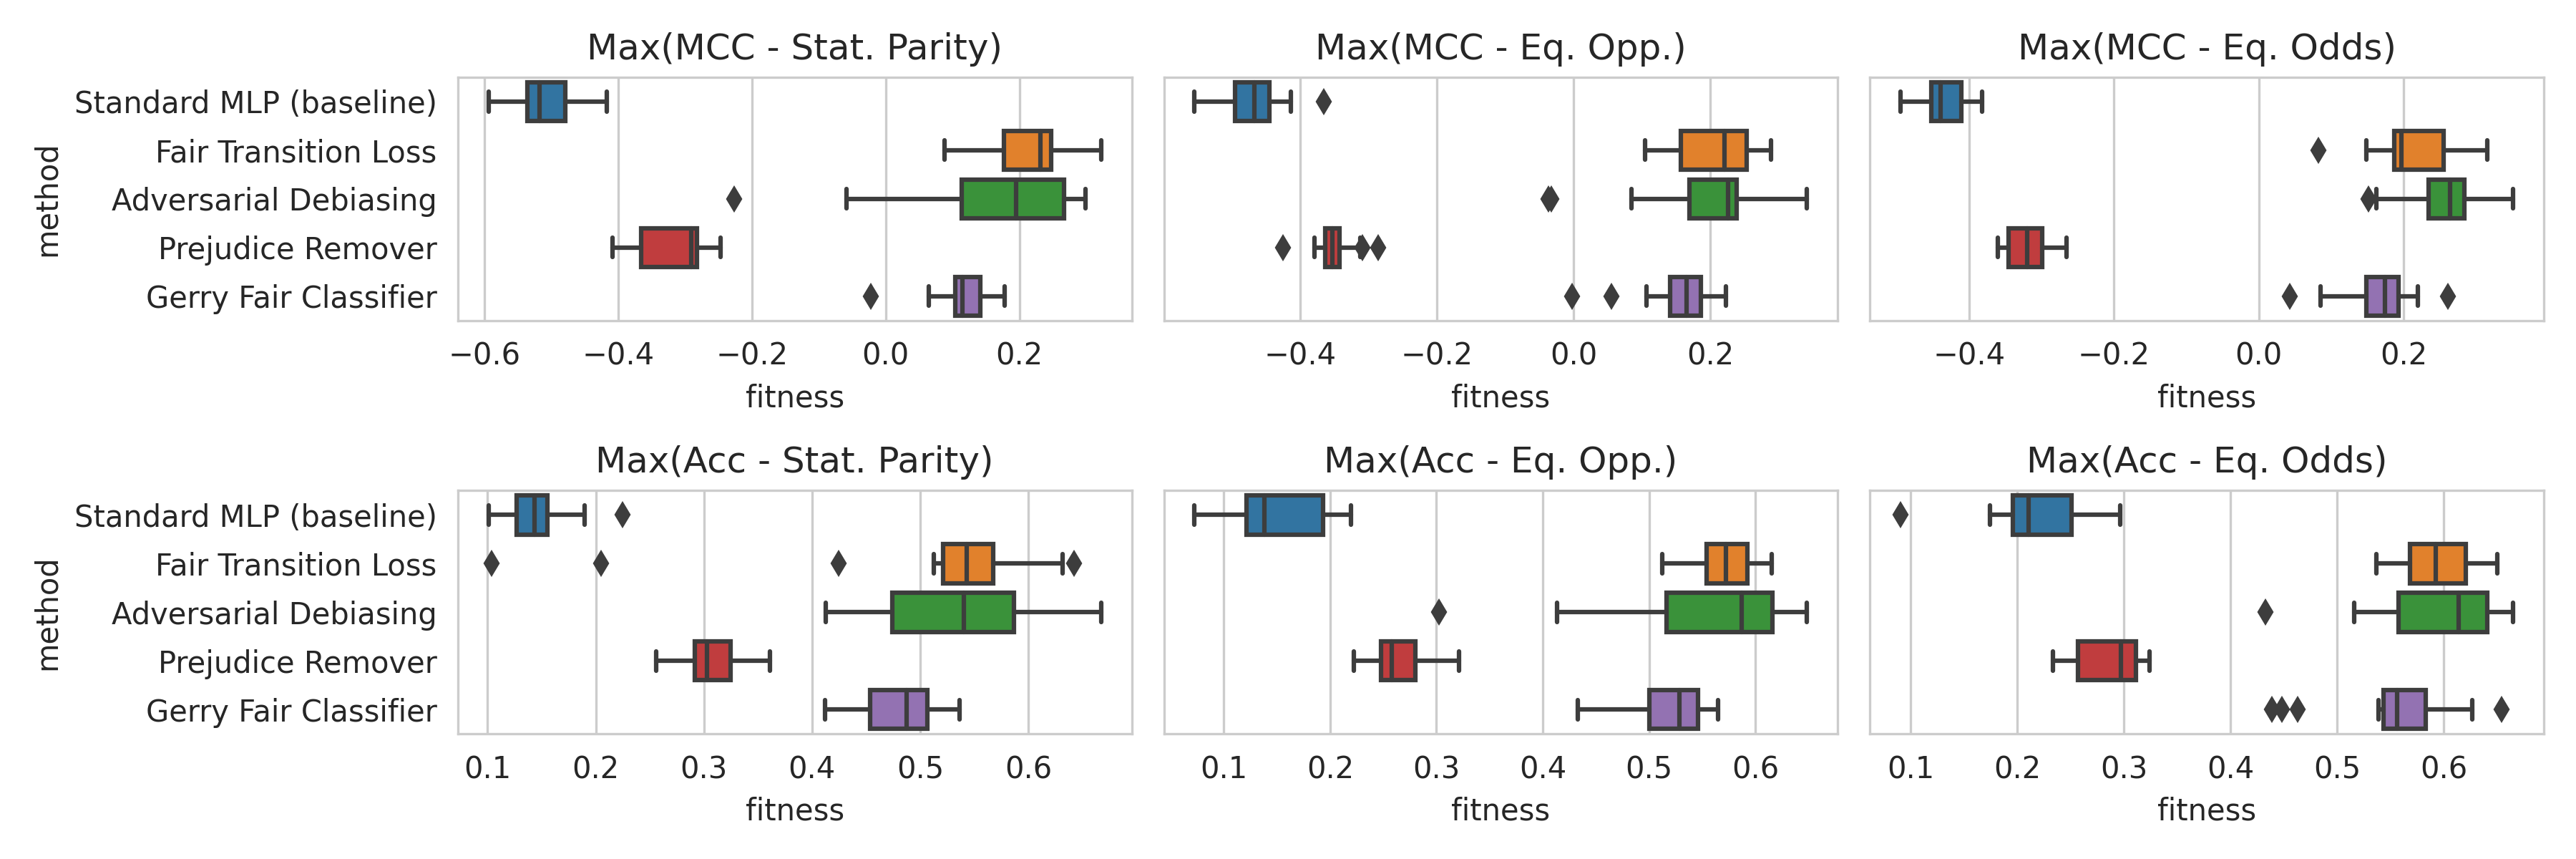 Max(MCC - Stat. Parity)
Max(MCC - Eq. Opp.)
Max(MCC - Eq. Odds)
method
Standard MLP (baseline)
Fair Transition Loss
Adversarial Debiasing
Prejudice Remover
Gerry Fair Classifier
−0.6 −0.4 −0.2 0.0 0.2
−0.4 −0.2 0.0 0.2
−0.4 −0.2 0.0 0.2
fitness
fitness
fitness
Max(Acc - Stat. Parity)
Max(Acc - Eq. Opp.)
Max(Acc - Eq. Odds)
method
Standard MLP (baseline)
Fair Transition Loss
Adversarial Debiasing
Prejudice Remover
Gerry Fair Classifier
0.1 0.2 0.3 0.4 0.5 0.6
0.1 0.2 0.3 0.4 0.5 0.6
0.1 0.2 0.3 0.4 0.5 0.6
fitness
fitness
fitness